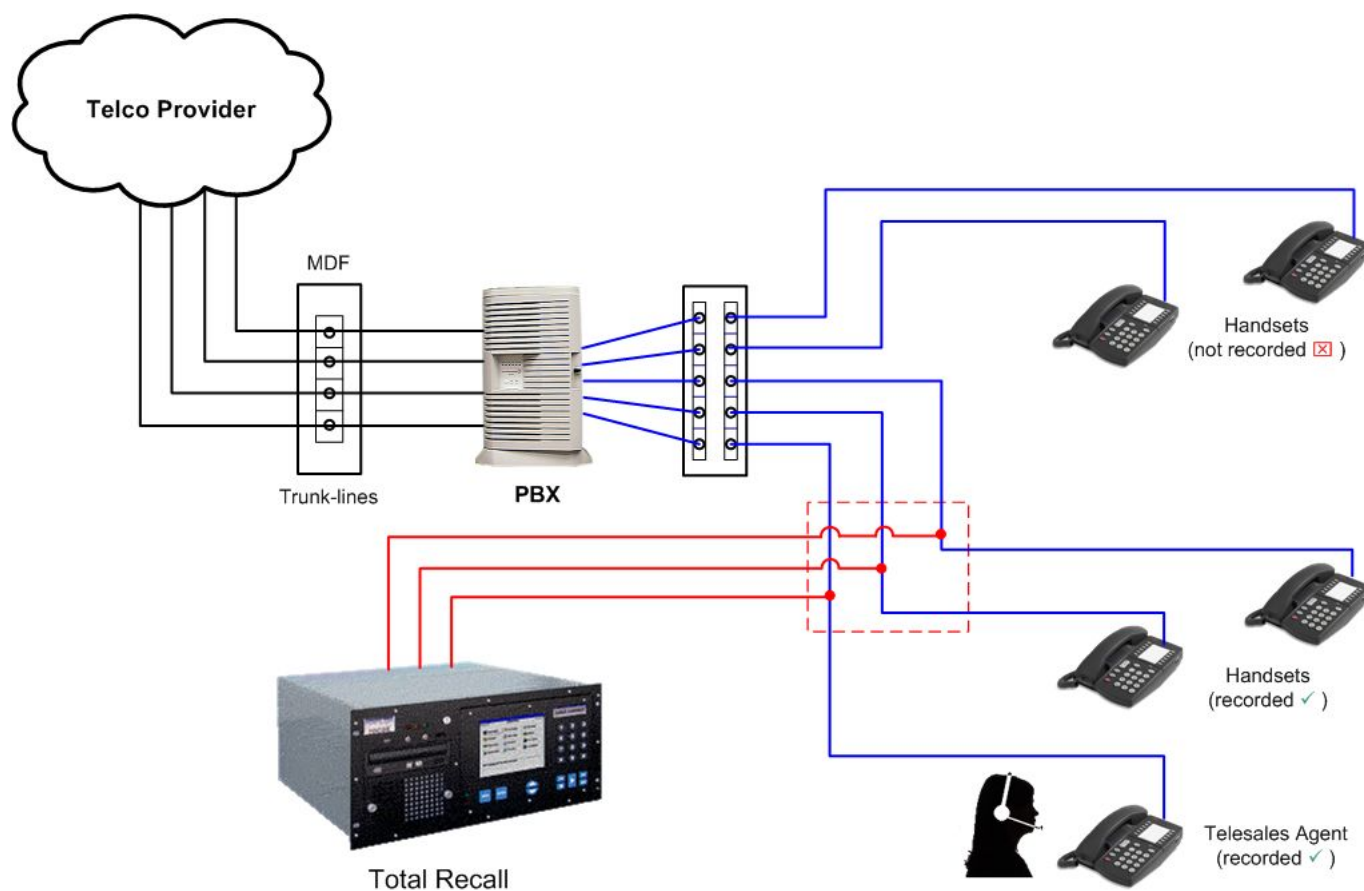 Telco Provider
MDF
Trunk-lines
PBX
Handsets
(not recorded ☒ )
Handsets
(recorded ✓ )
Telesales Agent
(recorded ✓ )
Total Recall